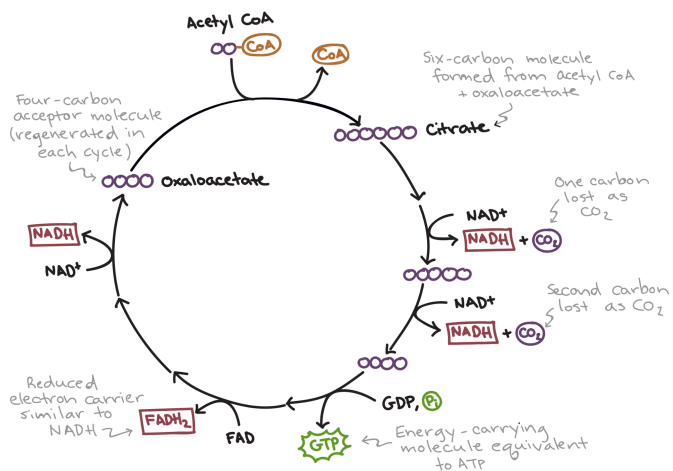 Acetyl CoA
CoA
CoA
Six-carbon molecule
formed from acetyl CoA
+ oxaloacetate
Four-carbon
acceptor molecule
(regenerated in
each cycle)
Citrate
Oxaloacetate
One carbon
lost as
CO2
NAD+
NADH + CO2
NADH
NAD+
Second carbon
lost as CO2
NAD+
NADH + CO2
Reduced
electron carrier
similar to
NADH
FADH2
FAD
GDP, Pi
GTP
Energy-carrying
molecule equivalent
to ATP